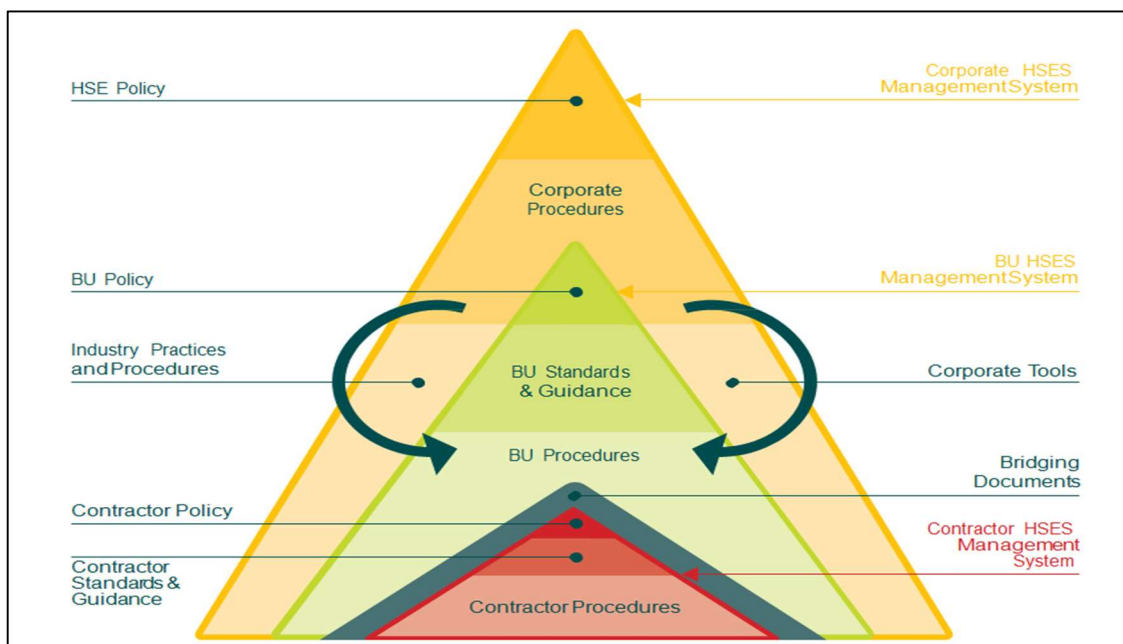 HSE Policy
Corporate HSES
Management System
Corporate
Procedures
BU Policy
BU HSES
Management System
Industry Practices
and Procedures
BU Standards
& Guidance
Corporate Tools
BU Procedures
Bridging
Documents
Contractor Policy
Contractor HSES
Management
System
Contractor
Standards &
Guidance
Contractor Procedures